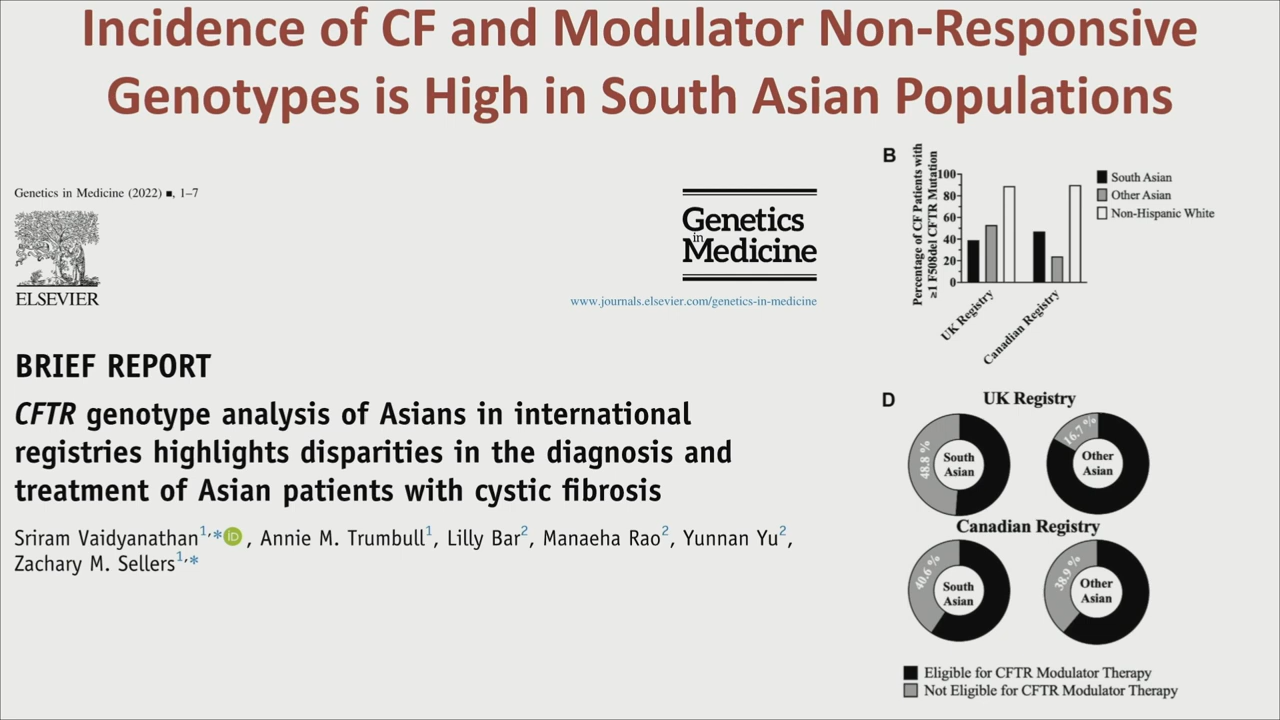 Incidence of CF and Modulator Non-Responsive
Genotypes is High in South Asian Populations
Genetics in Medicine (2022) ■, 1–7
ELSEVIER
Genetics
in
Medicine
www.journals.elsevier.com/genetics-in-medicine
BRIEF REPORT
CFTR genotype analysis of Asians in international
registries highlights disparities in the diagnosis and
treatment of Asian patients with cystic fibrosis
Sriram Vaidyanathan1,* iD, Annie M. Trumbull1, Lilly Bar2, Manaeha Rao2, Yunnan Yu2,
Zachary M. Sellers1,*
B
Percentage of CF Patients with
≥1 F508del CFTR Mutation
100
80
60
40
20
0
UK Registry
Canadian Registry
South Asian
Other Asian
Non-Hispanic White
D
UK Registry
48.8 %
South
Asian
16.7 %
Other
Asian
Canadian Registry
40.6 %
South
Asian
38.9 %
Other
Asian
Eligible for CFTR Modulator Therapy
Not Eligible for CFTR Modulator Therapy